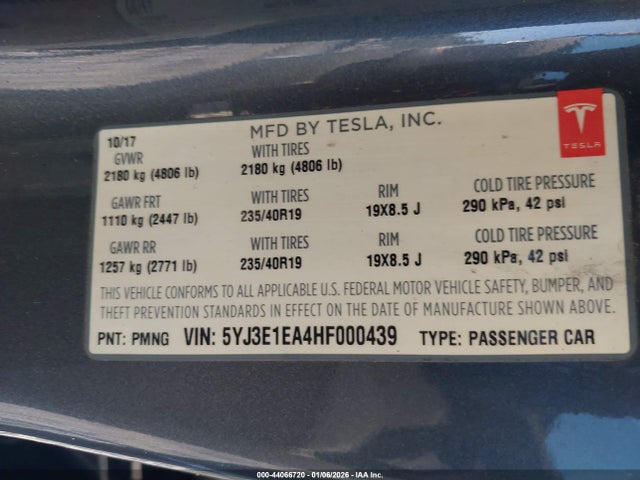 10/17
MFD BY TESLA, INC.
TESLA
GVWR WITH TIRES
2180 kg (4806 lb) 2180 kg (4806 lb)
GAWR FRT WITH TIRES RIM COLD TIRE PRESSURE
1110 kg (2447 lb) 235/40R19 19X8.5 J 290 kPa, 42 psi
GAWR RR WITH TIRES RIM COLD TIRE PRESSURE
1257 kg (2771 lb) 235/40R19 19X8.5 J 290 kPa, 42 psi
THIS VEHICLE CONFORMS TO ALL APPLICABLE U.S. FEDERAL MOTOR VEHICLE SAFETY, BUMPER, AND
THEFT PREVENTION STANDARDS IN EFFECT ON THE DATE OF MANUFACTURE SHOWN ABOVE.
PNT: PMNG VIN: 5YJ3E1EA4HF000439 TYPE: PASSENGER CAR
000-44066720 - 01/06/2026 - IAA Inc.